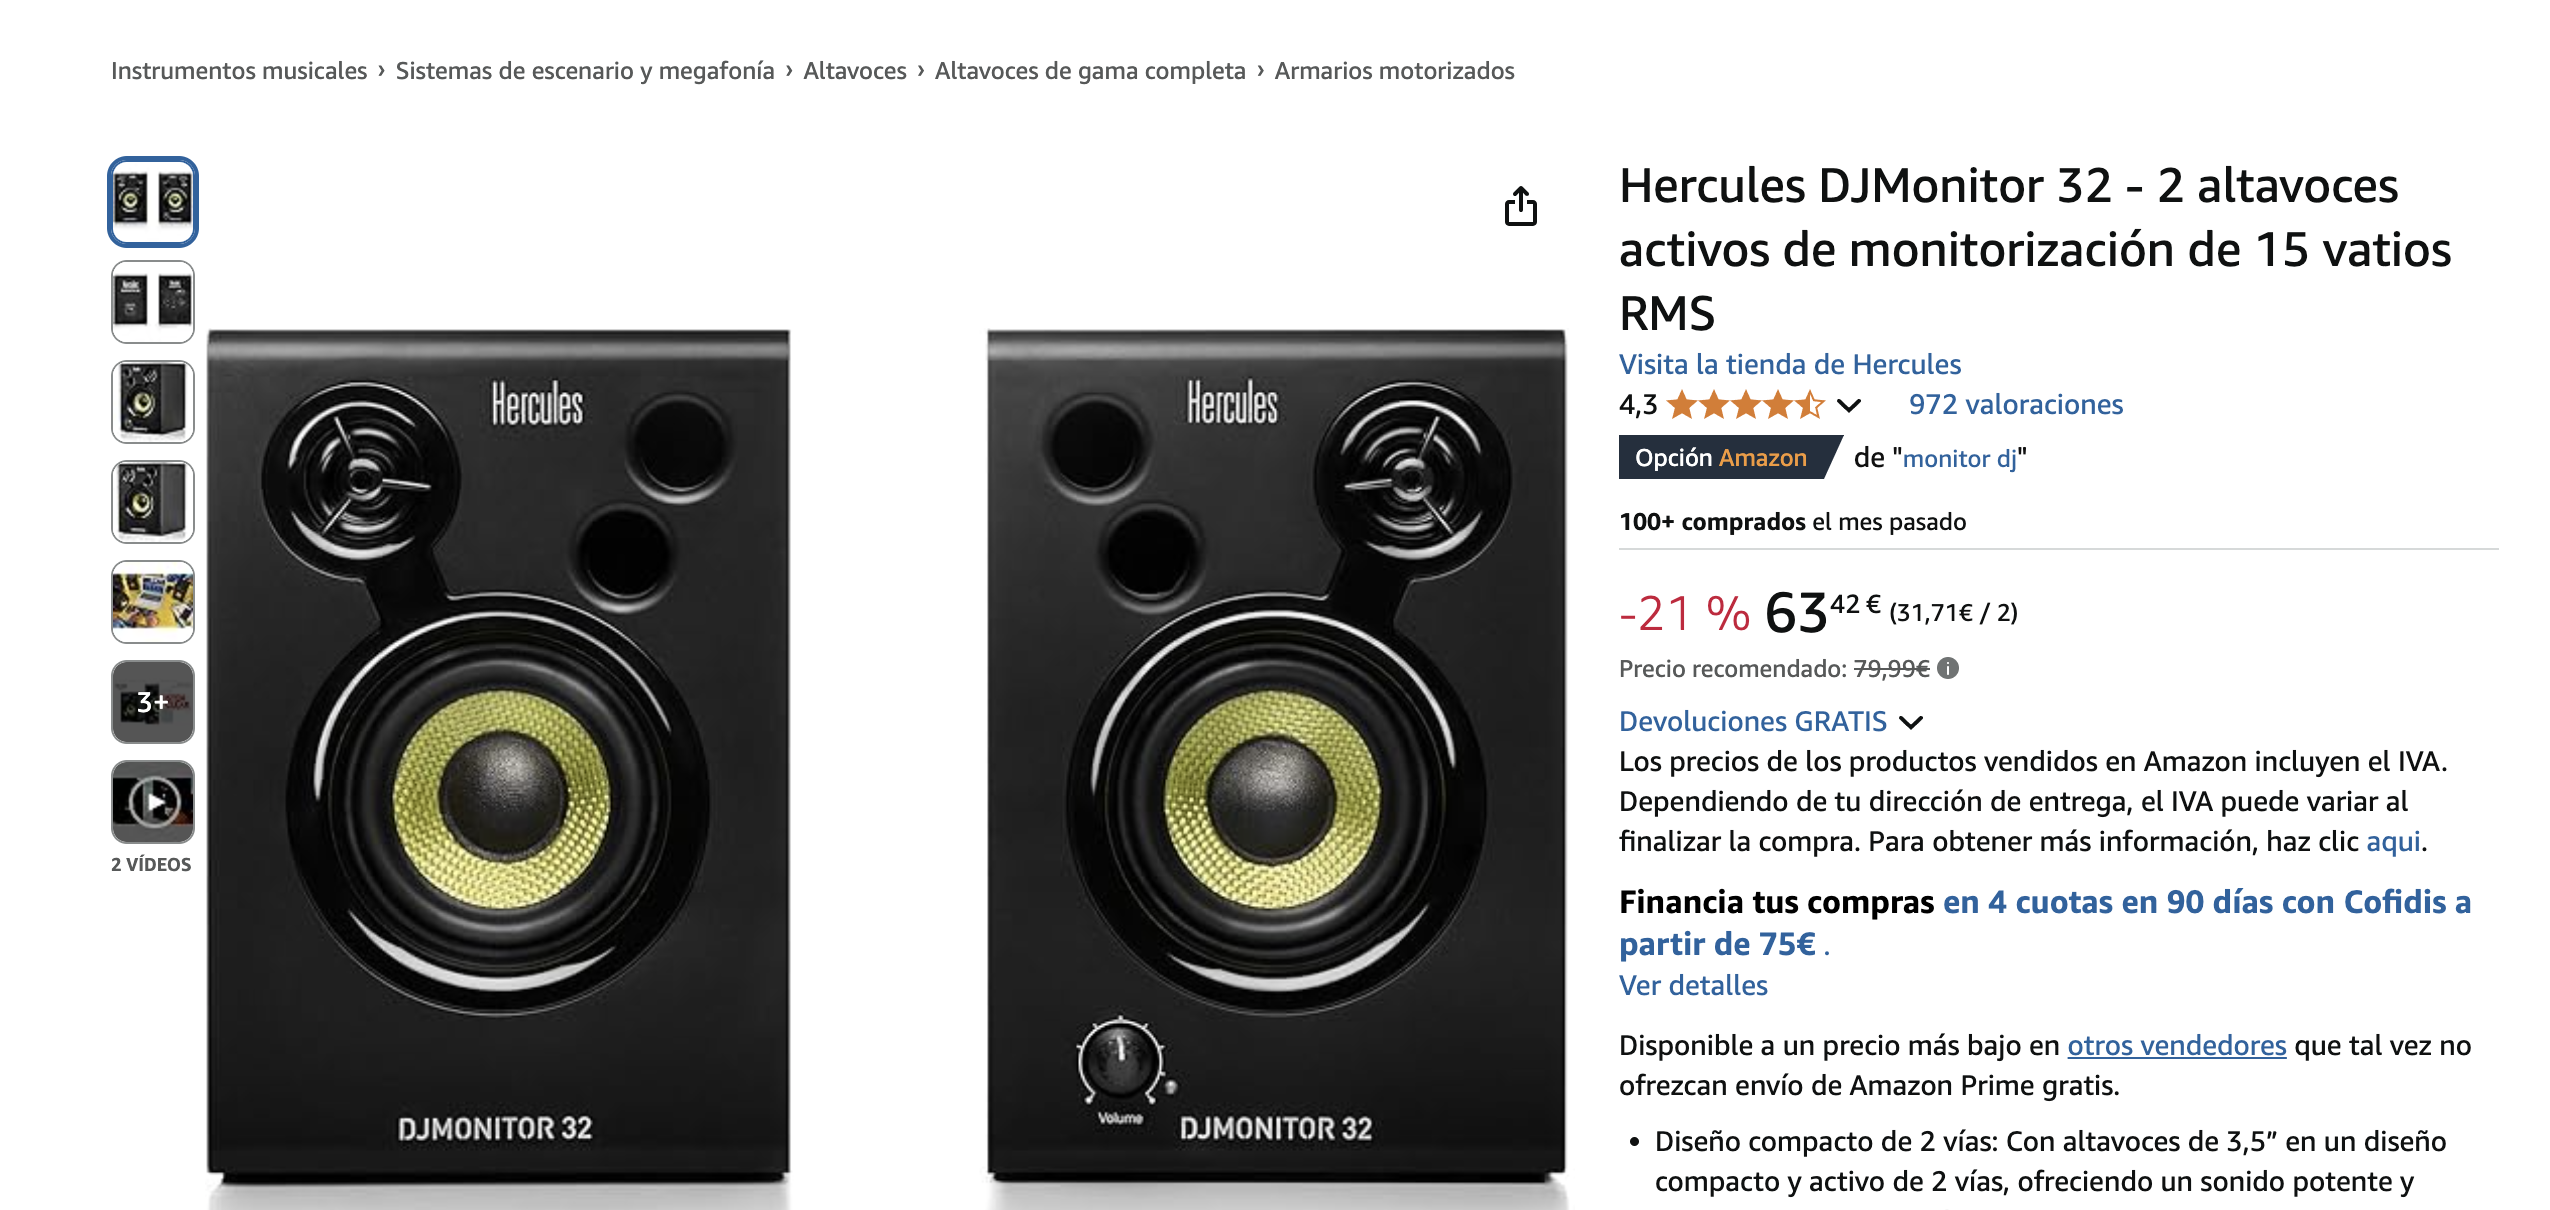 Instrumentos musicales › Sistemas de escenario y megafonía › Altavoces › Altavoces de gama completa › Armarios motorizados
3+
2 VÍDEOS
Hercules
DJMONITOR 32
Hercules
Volume
DJMONITOR 32
Hercules DJMonitor 32 - 2 altavoces
activos de monitorización de 15 vatios
RMS
Visita la tienda de Hercules
4,3 972 valoraciones
Opción Amazon de "monitor dj"
100+ comprados el mes pasado
-21 % 63 42 € (31,71€ / 2)
Precio recomendado: 79,99€
Devoluciones GRATIS
Los precios de los productos vendidos en Amazon incluyen el IVA.
Dependiendo de tu dirección de entrega, el IVA puede variar al
finalizar la compra. Para obtener más información, haz clic aqui.
Financia tus compras en 4 cuotas en 90 días con Cofidis a
partir de 75€ .
Ver detalles
Disponible a un precio más bajo en otros vendedores que tal vez no
ofrezcan envío de Amazon Prime gratis.
• Diseño compacto de 2 vías: Con altavoces de 3,5” en un diseño
compacto y activo de 2 vías, ofreciendo un sonido potente y